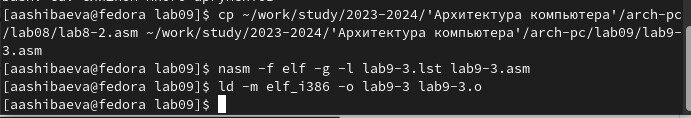 [aashibaeva@fedora lab09]$ cp ~/work/study/2023-2024/'Архитектура компьютера'/arch-pc
/lab08/lab8-2.asm ~/work/study/2023-2024/'Архитектура компьютера'/arch-pc/lab09/lab9-
3.asm
[aashibaeva@fedora lab09]$ nasm -f elf -g -l lab9-3.lst lab9-3.asm
[aashibaeva@fedora lab09]$ ld -m elf_i386 -o lab9-3 lab9-3.o
[aashibaeva@fedora lab09]$